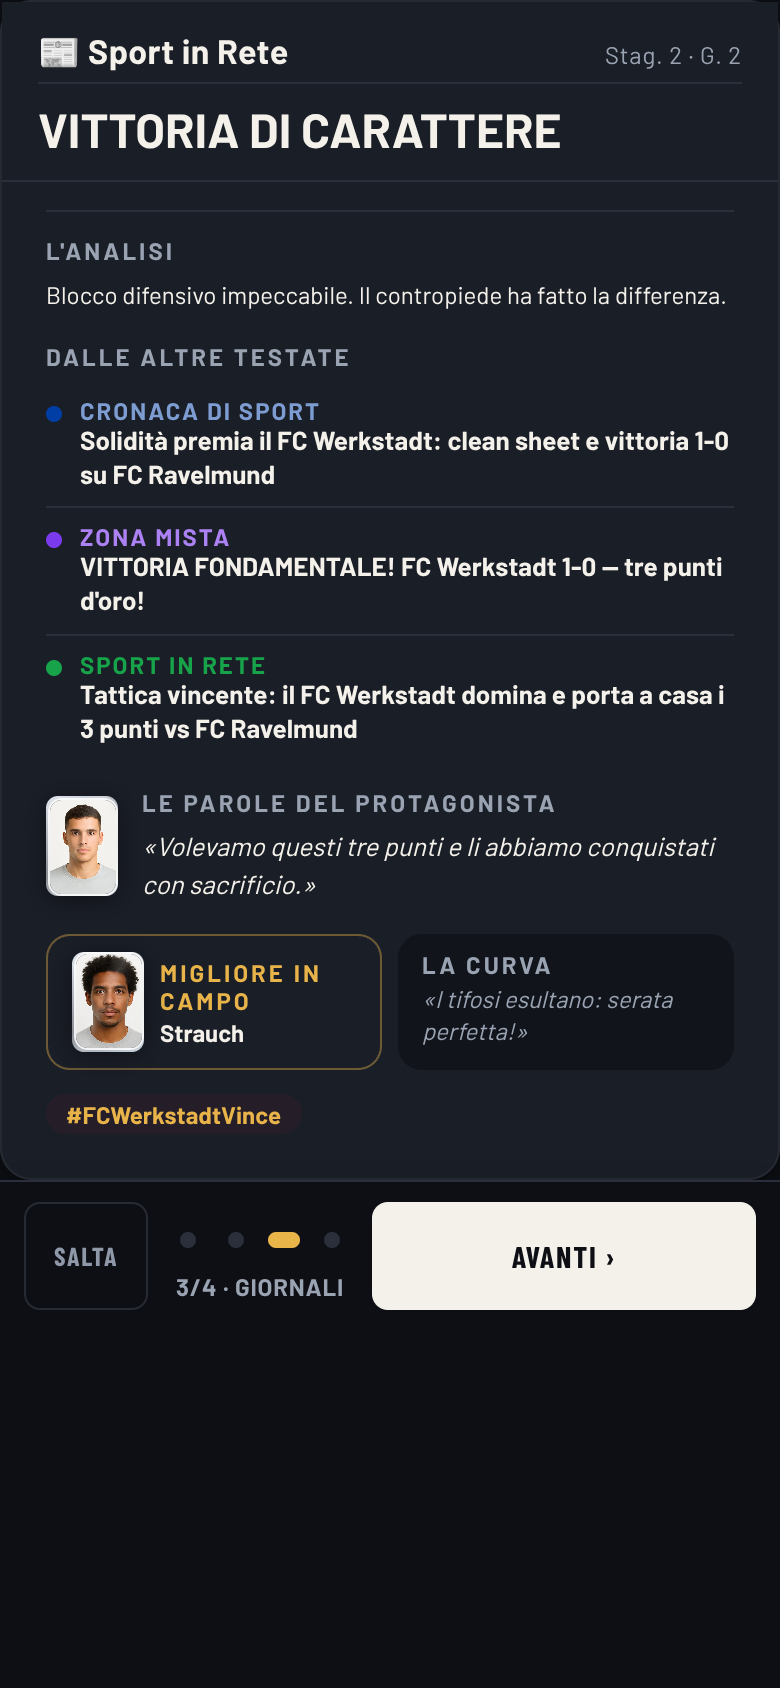 Sport in Rete
Stag. 2 · G. 2
VITTORIA DI CARATTERE
L'ANALISI
Blocco difensivo impeccabile. Il contropiede ha fatto la differenza.
DALLE ALTRE TESTATE
CRONACA DI SPORT
Solidità premia il FC Werkstadt: clean sheet e vittoria 1-0
su FC Ravelmund
ZONA MISTA
VITTORIA FONDAMENTALE! FC Werkstadt 1-0 — tre punti
d'oro!
SPORT IN RETE
Tattica vincente: il FC Werkstadt domina e porta a casa i
3 punti vs FC Ravelmund
LE PAROLE DEL PROTAGONISTA
«Volevamo questi tre punti e li abbiamo conquistati
con sacrificio.»
MIGLIORE IN
CAMPO
Strauch
LA CURVA
«I tifosi esultano: serata
perfetta!»
#FCWerkstadtVince
SALTA
3/4 · GIORNALI
AVANTI ›